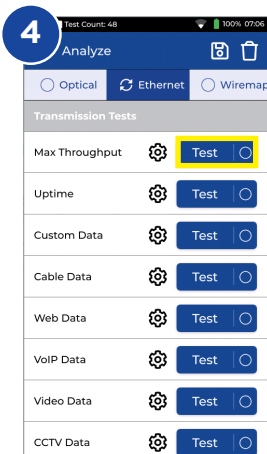 4
Test Count: 48 100% 07:06
Analyze
Optical Ethernet Wiremap
Transmission Tests
Max Throughput Test
Uptime Test
Custom Data Test
Cable Data Test
Web Data Test
VoIP Data Test
Video Data Test
CCTV Data Test